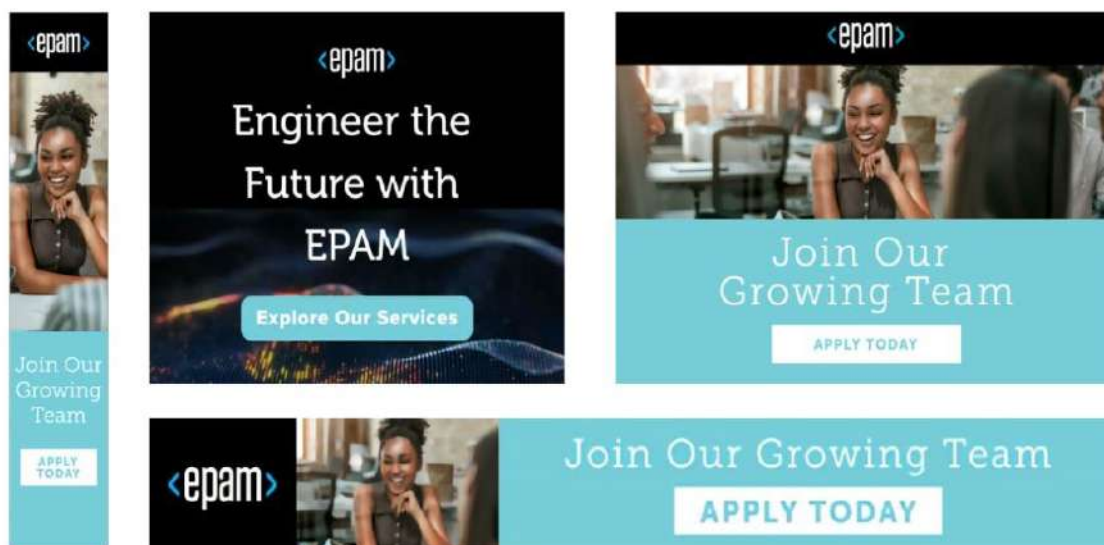 <epam>
Join Our
Growing
Team
APPLY
TODAY
<epam>
Engineer the
Future with
EPAM
Explore Our Services
<epam>
Join Our
Growing Team
APPLY TODAY
<epam>
Join Our Growing Team
APPLY TODAY